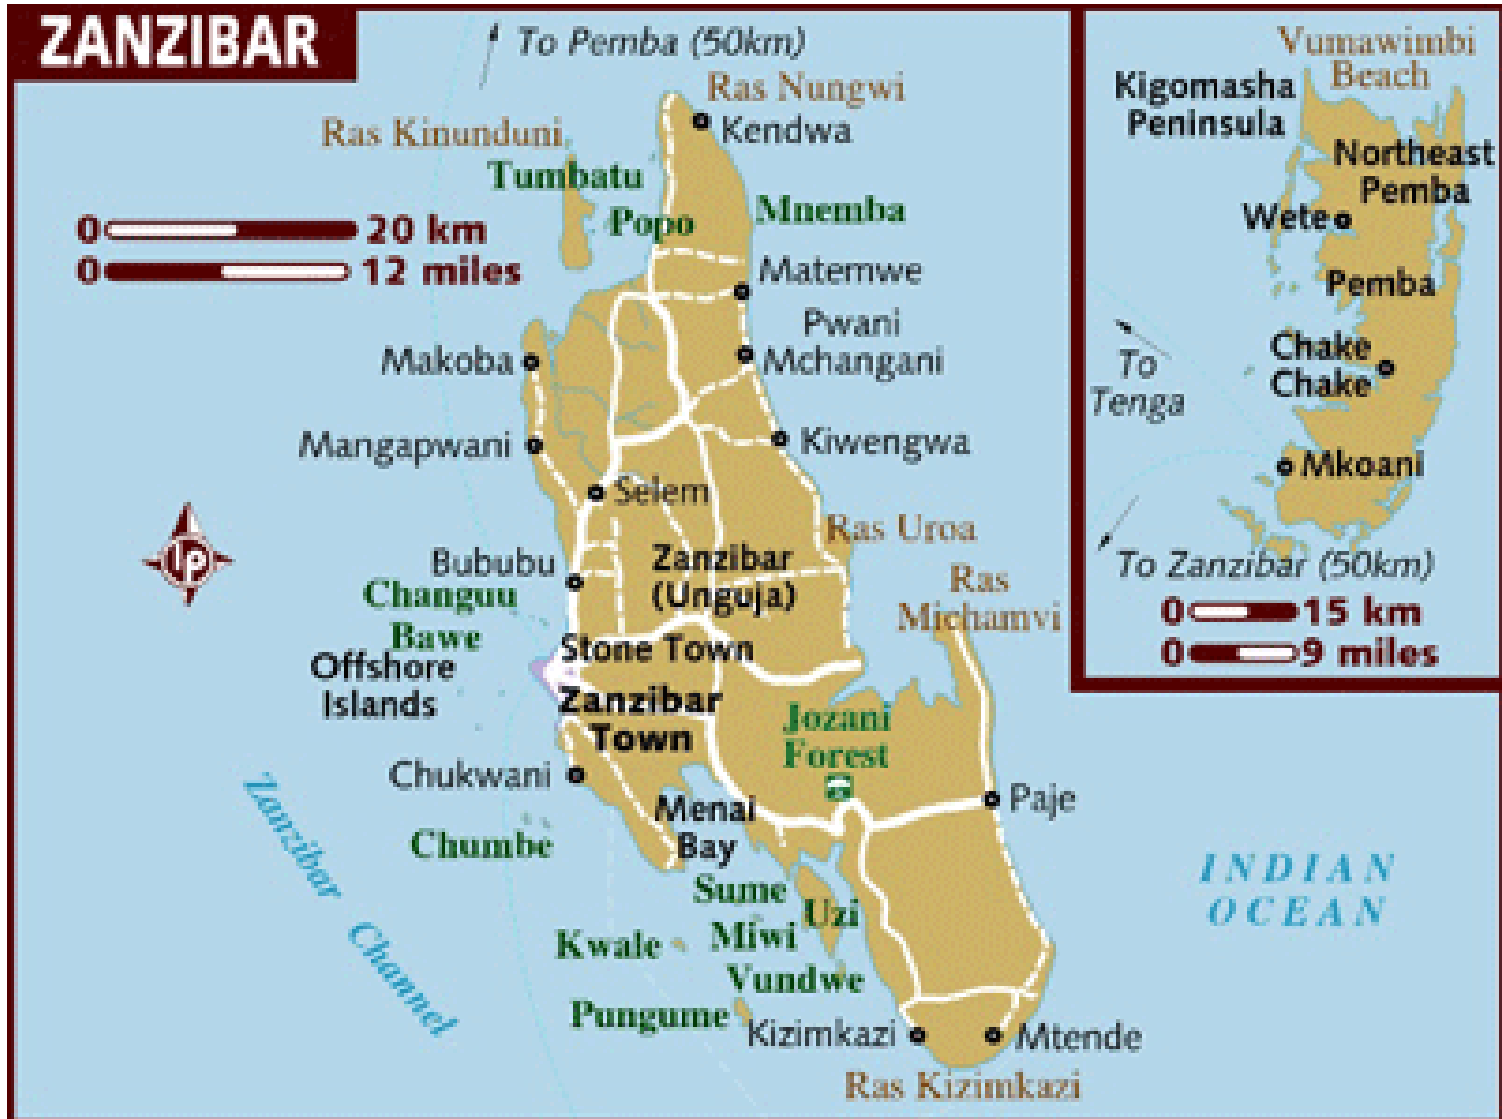 ZANZIBAR
To Pemba (50km)
Ras Nungwi
Kendwa
Ras Kinunduni
Tumbatu
Popo
Mnemba
0 20 km
0 12 miles
Matemwe
Pwani
Mchangani
Makoba
Mangapwani
Kiwengwa
Selem
Ras Uroa
Bububu
Zanzibar
(Unguja)
Changuu
Bawe
Ras
Michamvi
Offshore
Islands
Stone Town
Zanzibar
Town
Jozani
Forest
Chukwani
Menai
Bay
Paje
Chumbe
Zanzibar Channel
Sume
Uzi
Miwi
Kwale
Vundwe
Pungume
Kizimkazi
Mtende
Ras Kizimkazi
INDIAN
OCEAN
lp
Vumawimbi
Beach
Kigomasha
Peninsula
Northeast
Pemba
Wete
Pemba
Chake
Chake
To
Tenga
Mkoani
To Zanzibar (50km)
0 15 km
0 9 miles